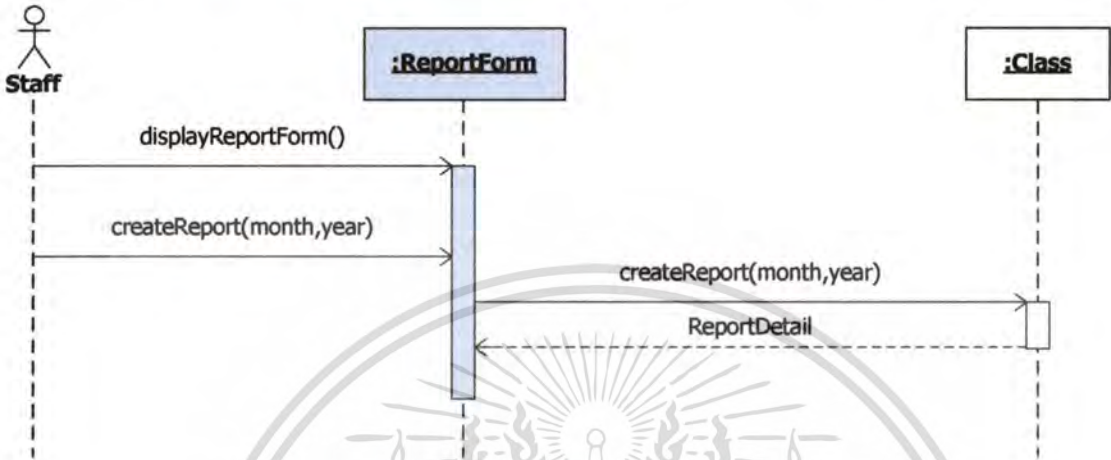 Staff
:ReportForm
:Class
displayReportForm()
createReport(month,year)
createReport(month,year)
ReportDetail